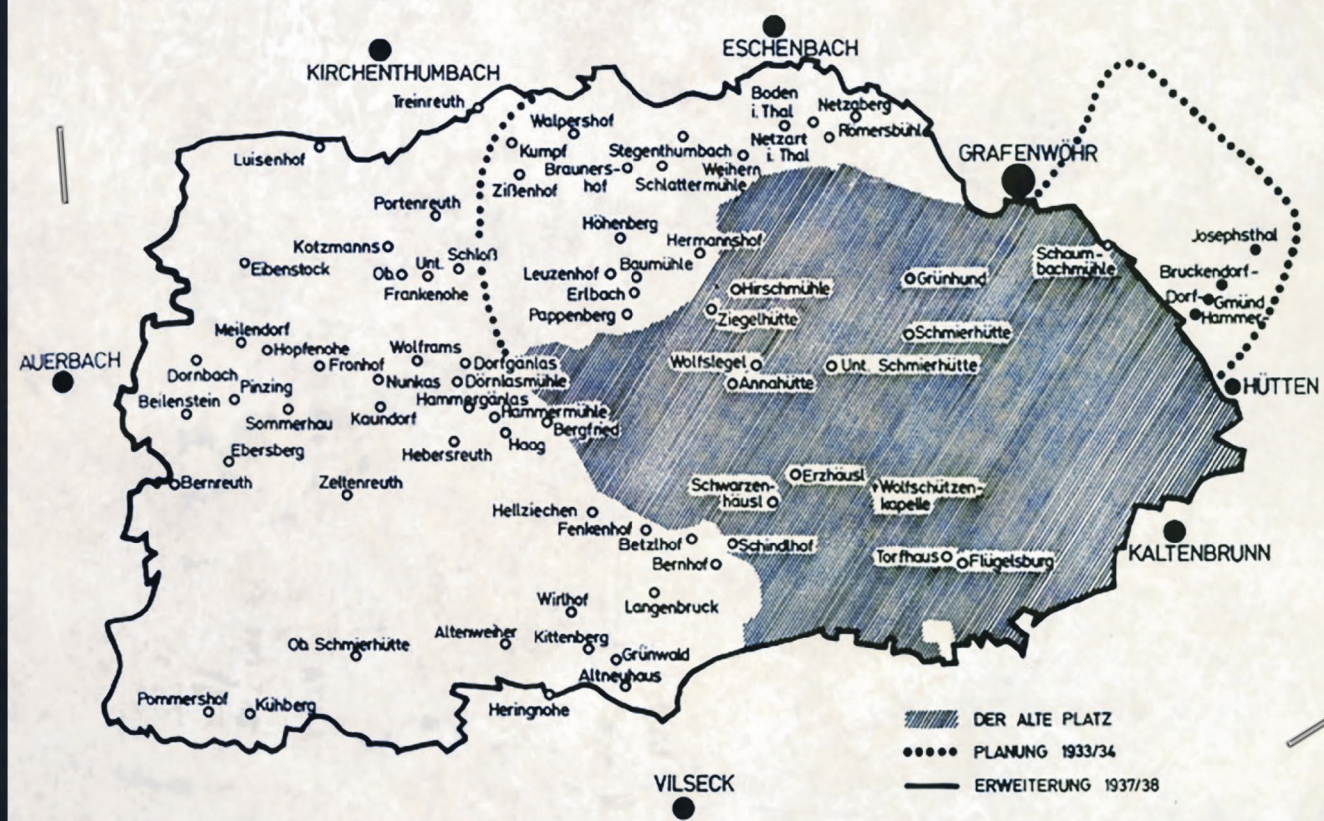 ESCHENBACH
KIRCHENTHUMBACH
Treinreuth
Boden
i. Thal
Netzaberg
Walpershof
Römersbühl
Luisenhof
Kumpf
Stegenthumbach
Netzart
i. Thal
GRAFENWÖHR
Brauners-
hof
Weihern
Zißenhof
Schlattermühle
Portenreuth
Höhenberg
Hermannshof
Josephsthal
Kotzmanns
Schloß
Schaum-
bachmühle
Eibenstock
Ob.
Unt.
Frankenohe
Leuzenhof
Baumühle
Bruckendorf-
Gmünd
Grünhund
Hirschmühle
Erlbach
Dorf-
Hammer
Pappenberg
Ziegelhütte
Meilendorf
Schmierhütte
Hopfenohe
Wolframs
AUERBACH
Dornbach
Fronhof
Dorfgänlas
Wolfslegel
Unt. Schmierhütte
Pinzing
Nunkas
Dörnlasmühle
Annahütte
HÜTTEN
Beilenstein
Hammergänlas
Sommerhau
Kaundorf
Hammermühle
Bergfried
Haag
Hebersreuth
Ebersberg
Bernreuth
Zeltenreuth
Erzhäusl
Schwarzen-
häusl
Wolfschützen-
kapelle
Hellziechen
Fenkenhof
Betzlhof
Schindlhof
KALTENBRUNN
Bernhof
Torfhaus
Flügelsburg
Wirlhof
Langenbruck
Altenweiher
Kittenberg
Ob. Schmierhütte
Grünwald
Altneuhaus
Pommershof
Kühberg
Heringnohe
DER ALTE PLATZ
PLANUNG 1933/34
ERWEITERUNG 1937/38
VILSECK